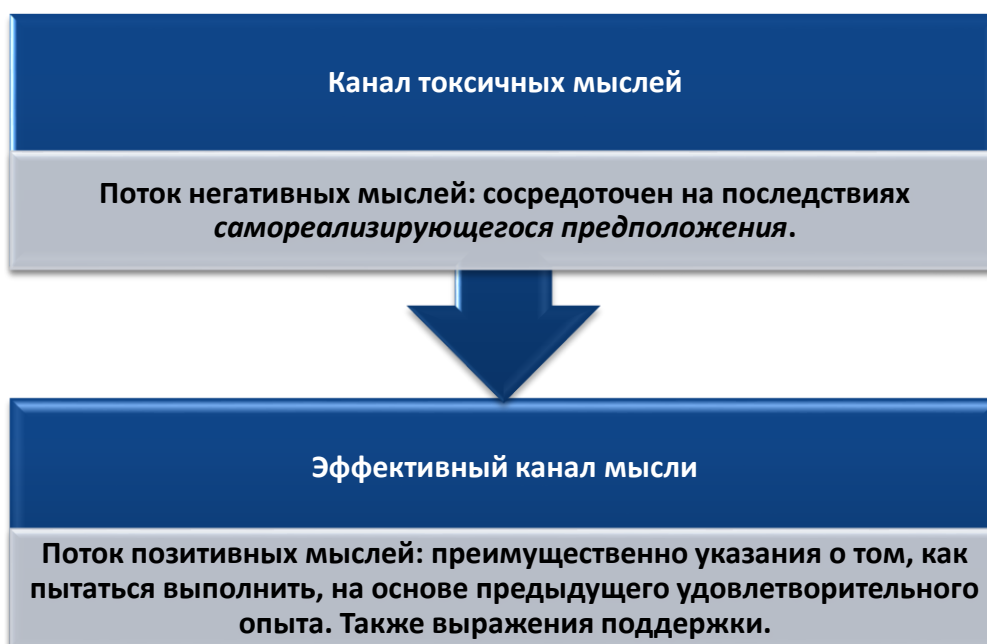 Канал токсичных мыслей
Поток негативных мыслей: сосредоточен на последствиях
самореализирующегося предположения.
Эффективный канал мысли
Поток позитивных мыслей: преимущественно указания о том, как
пытаться выполнить, на основе предыдущего удовлетворительного
опыта. Также выражения поддержки.